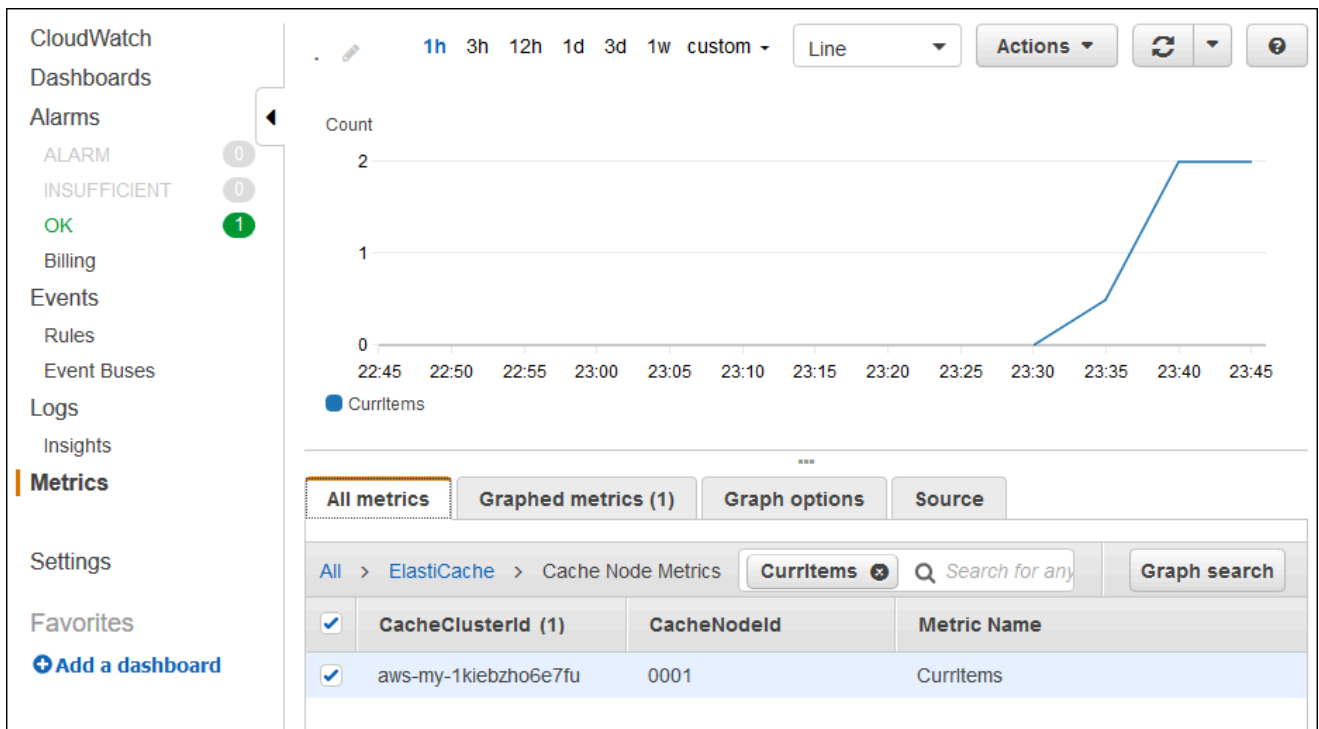 CloudWatch
Dashboards
Alarms
ALARM 0
INSUFFICIENT 0
OK 1
Billing
Events
Rules
Event Buses
Logs
Insights
Metrics
Settings
Favorites
Add a dashboard
. 1h 3h 12h 1d 3d 1w custom Line Actions ?
Count
2
1
0
22:45 22:50 22:55 23:00 23:05 23:10 23:15 23:20 23:25 23:30 23:35 23:40 23:45
CurrItems
All metrics Graphed metrics (1) Graph options Source
All > ElastiCache > Cache Node Metrics CurrItems Search for any Graph search
CacheClusterId (1) CacheNodeId Metric Name
aws-my-1kiebzho6e7fu 0001 CurrItems